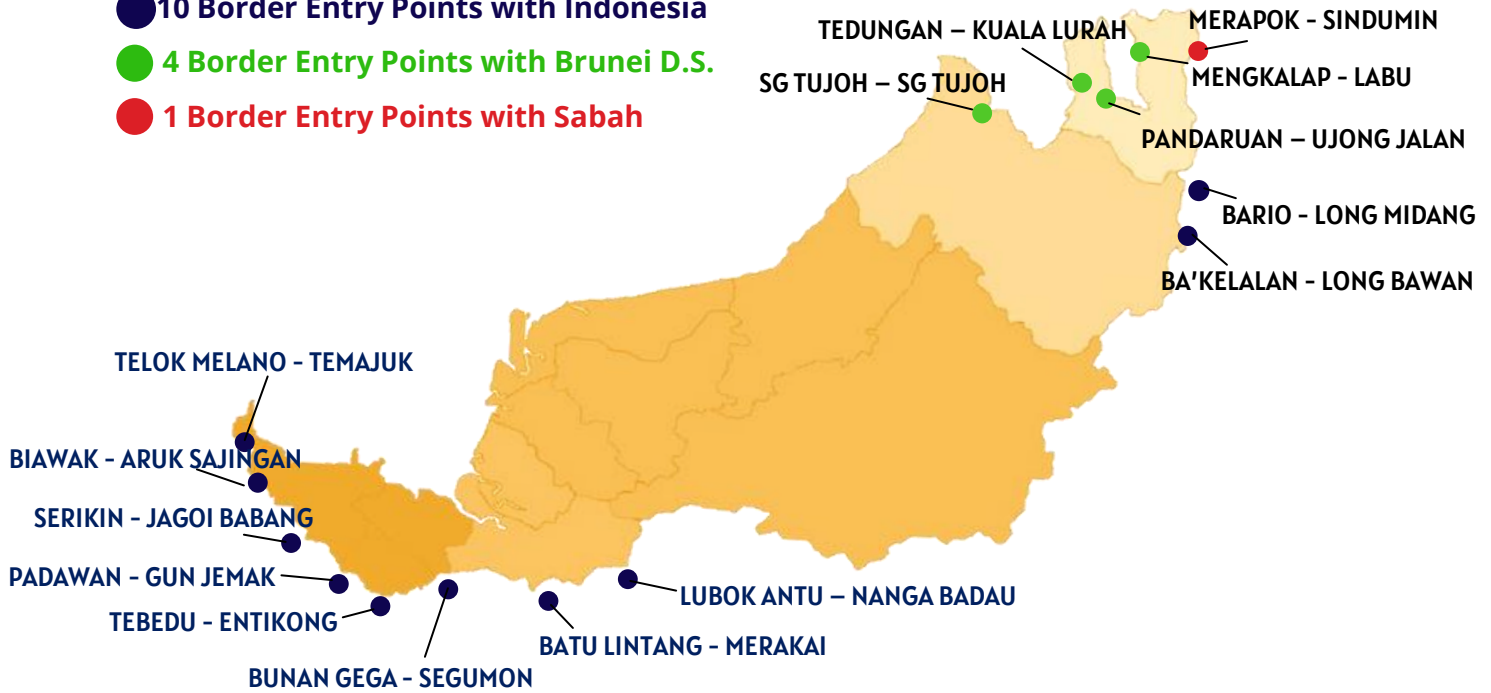 10 Border Entry Points with Indonesia
4 Border Entry Points with Brunei D.S.
1 Border Entry Points with Sabah
TEDUNGAN – KUALA LURAH
MERAPOK - SINDUMIN
SG TUJOH – SG TUJOH
MENGKALAP - LABU
PANDARUAN – UJONG JALAN
BARIO - LONG MIDANG
BA'KELALAN - LONG BAWAN
TELOK MELANO - TEMAJUK
BIAWAK - ARUK SAJINGAN
SERIKIN - JAGOI BABANG
PADAWAN - GUN JEMAK
TEBEDU - ENTIKONG
LUBOK ANTU – NANGA BADAU
BATU LINTANG - MERAKAI
BUNAN GEGA - SEGUMON